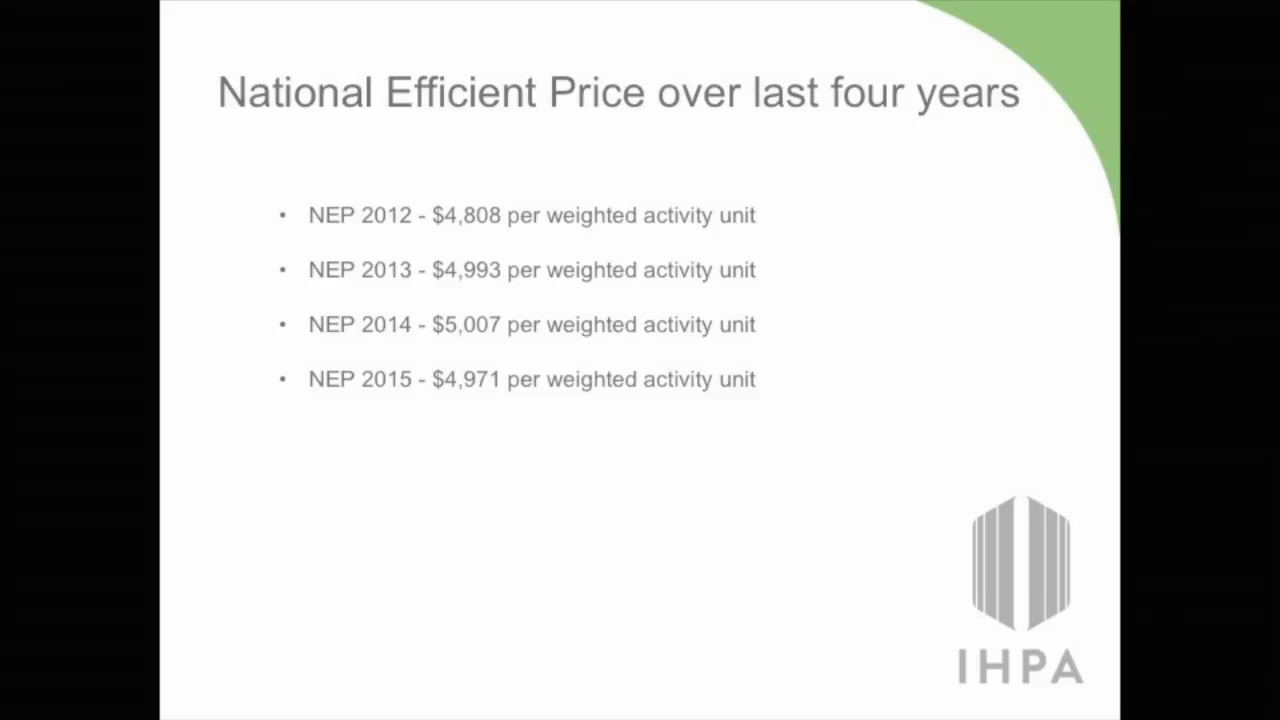 National Efficient Price over last four years
• NEP 2012 - $4,808 per weighted activity unit
• NEP 2013 - $4,993 per weighted activity unit
• NEP 2014 - $5,007 per weighted activity unit
• NEP 2015 - $4,971 per weighted activity unit
IHPA